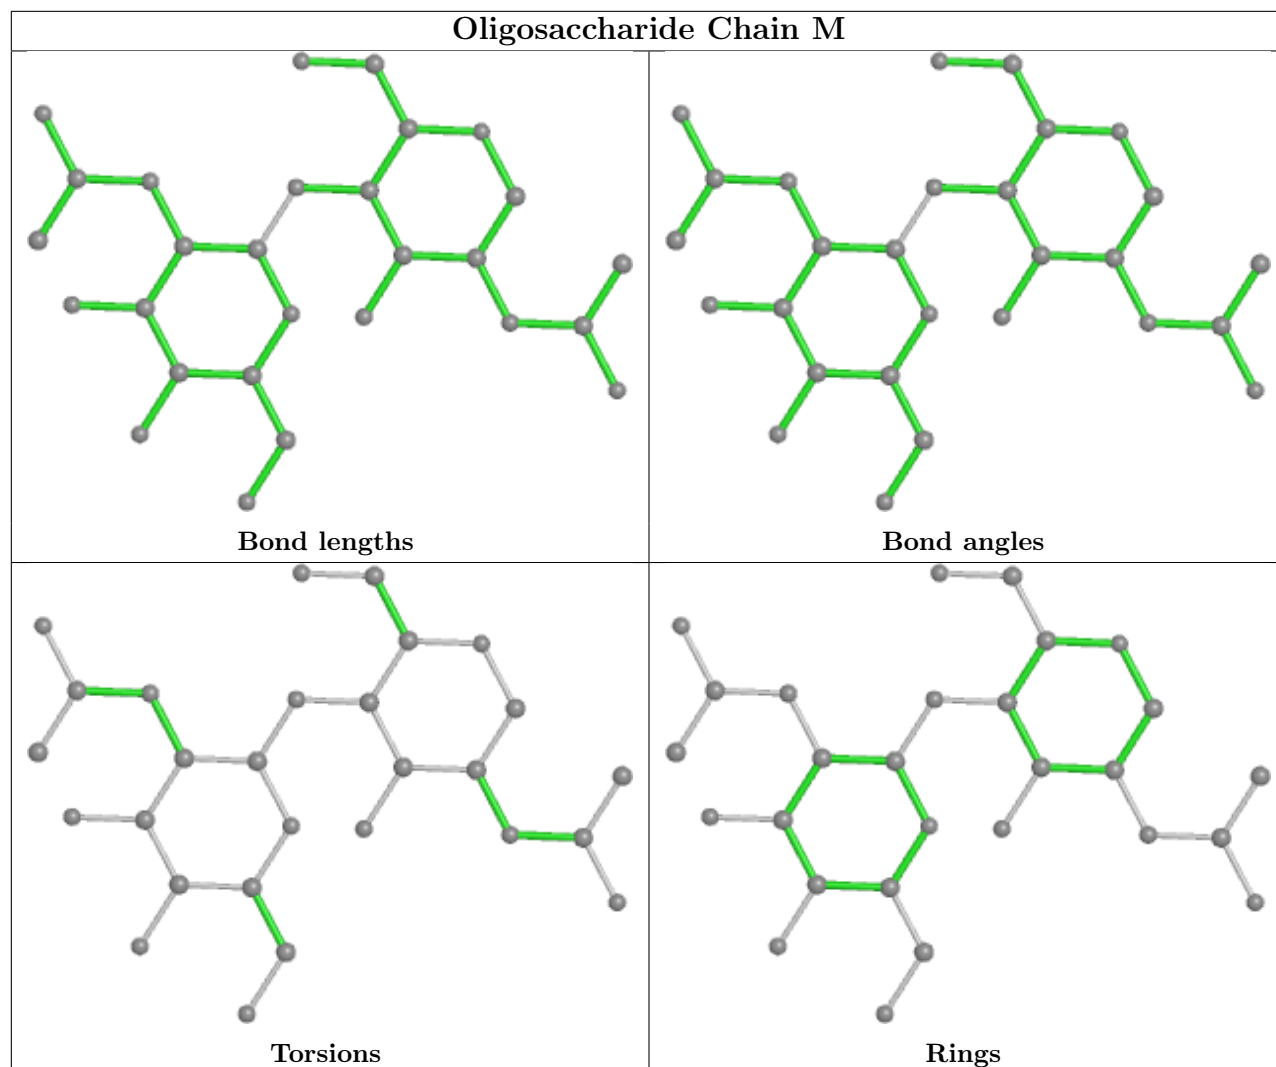 Oligosaccharide Chain M
Bond lengths
Bond angles
Torsions
Rings